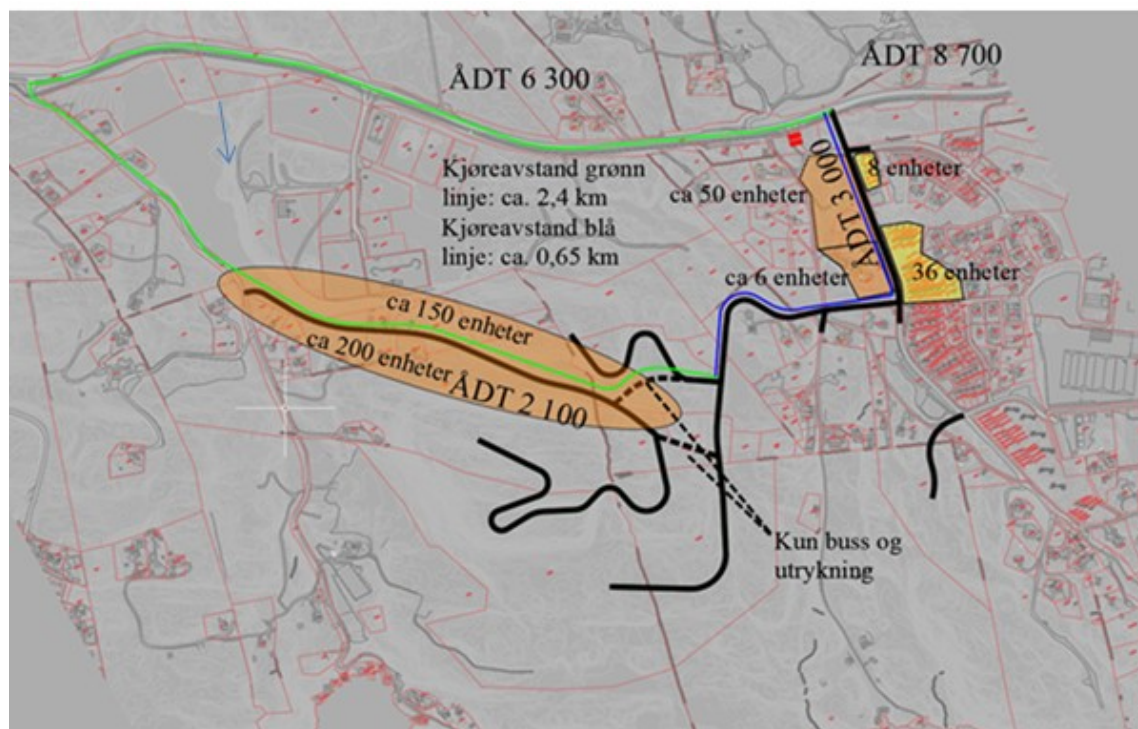 ÅDT 8 700
ÅDT 6 300
Kjøreavstand grønn
linje: ca. 2,4 km
Kjøreavstand blå
linje: ca. 0,65 km
8 enheter
ca 50 enheter
ÅDT 3 000
ca 6 enheter
36 enheter
ca 150 enheter
ca 200 enheter
ÅDT 2 100
Kun buss og
utrykning